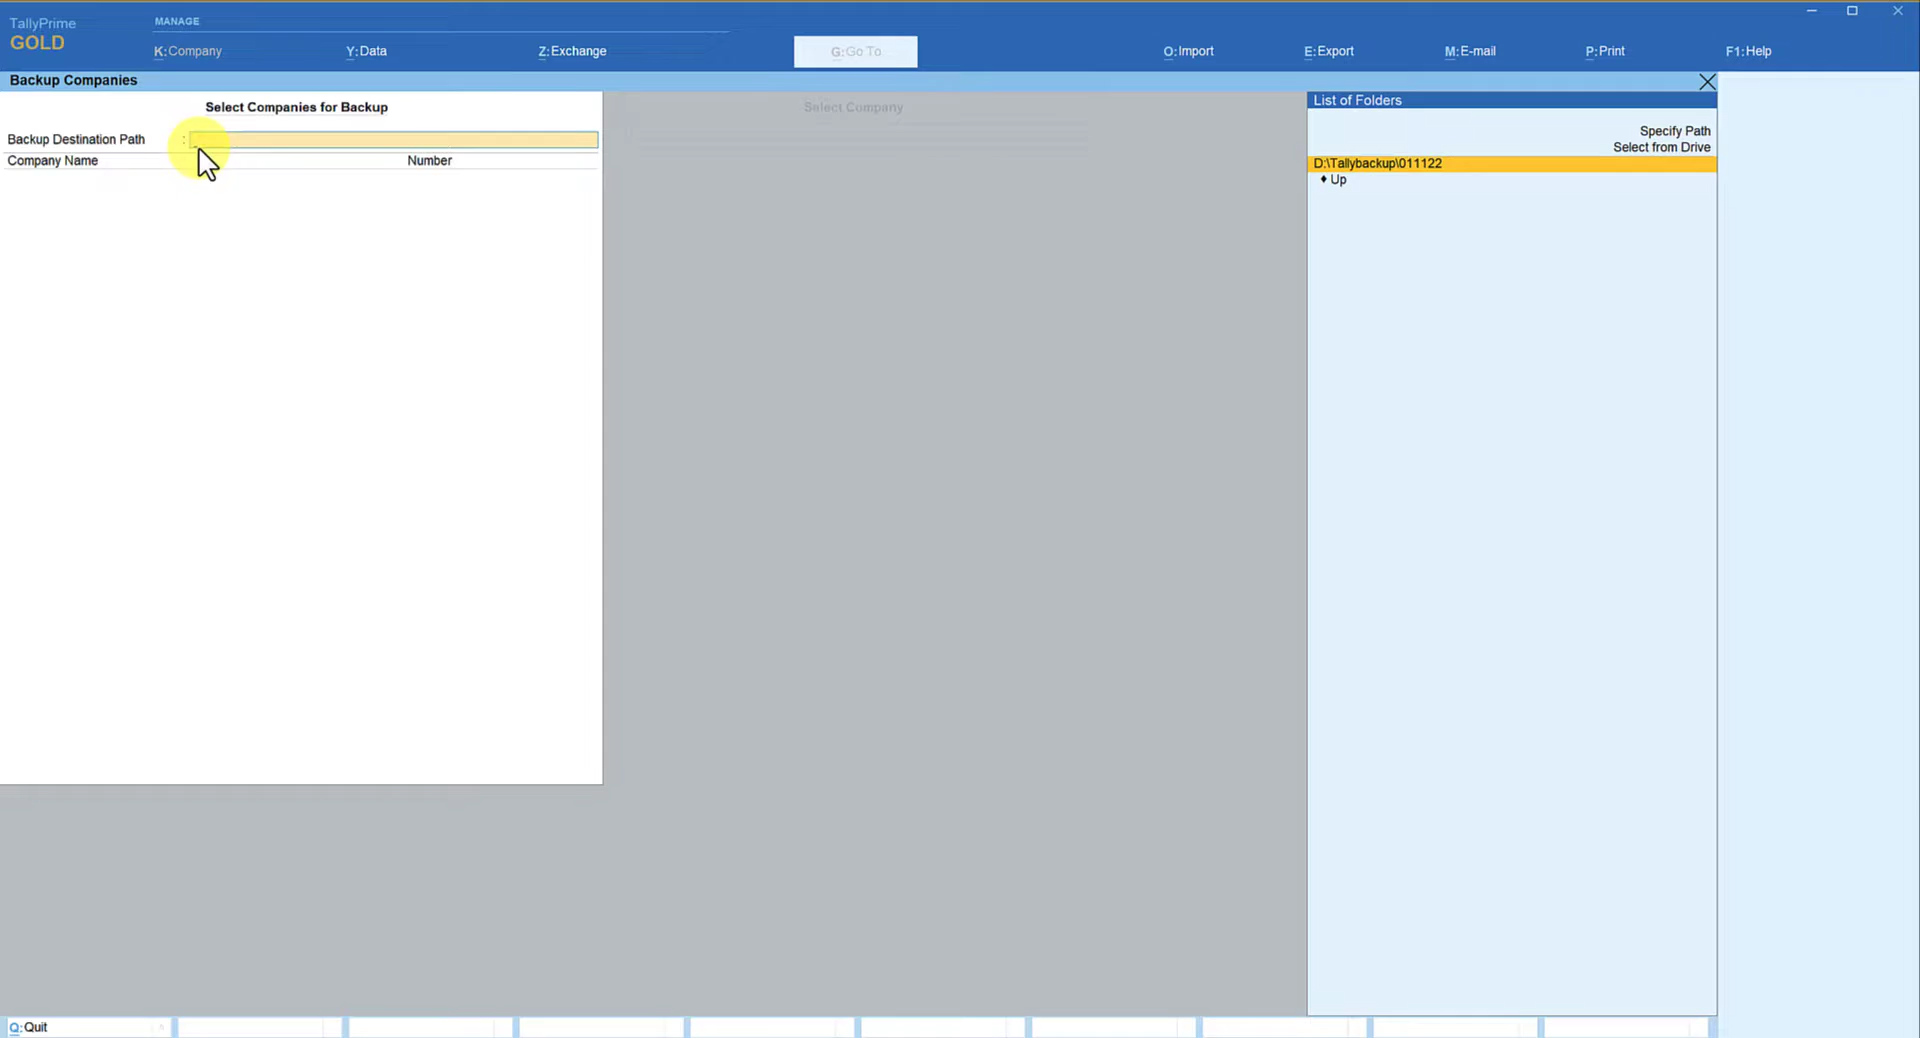 TallyPrime
GOLD
MANAGE
K:Company
Y:Data
Z:Exchange
G:Go To
O:Import
E:Export
M:E-mail
P:Print
F1:Help
Backup Companies
Select Companies for Backup
Backup Destination Path :
Company Name Number
Select Company
List of Folders
Specify Path
Select from Drive
D:\Tallybackup\011122
♦ Up
Q:Quit